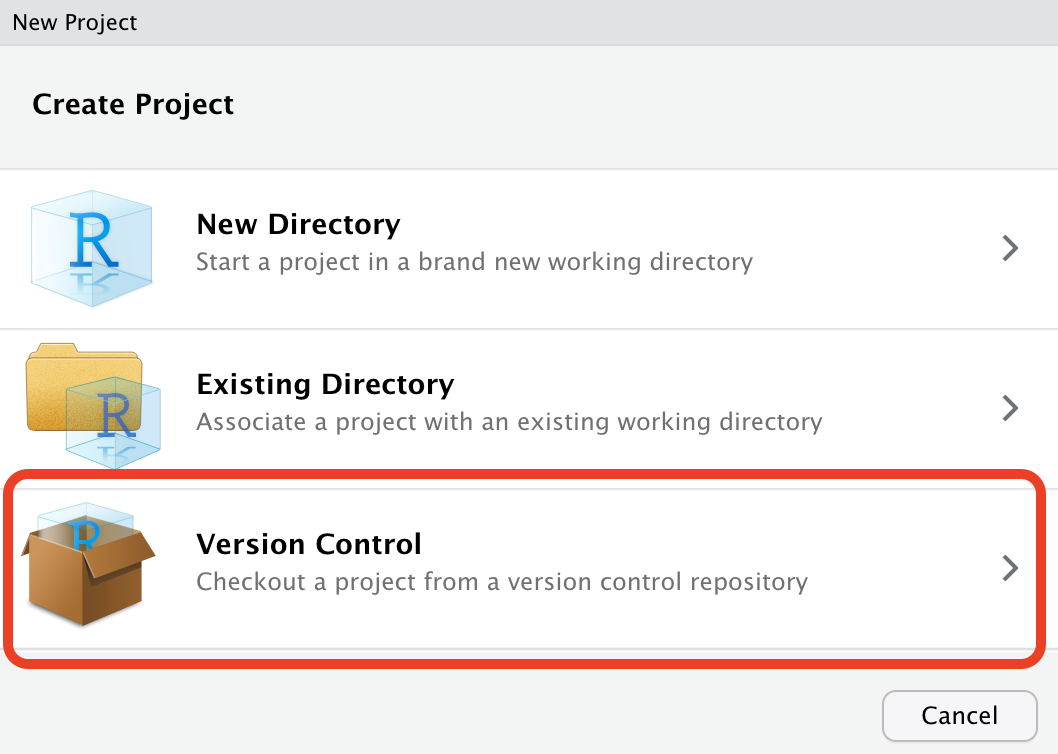 New Project
Create Project
R
New Directory
Start a project in a brand new working directory
R
Existing Directory
Associate a project with an existing working directory
R
Version Control
Checkout a project from a version control repository
Cancel